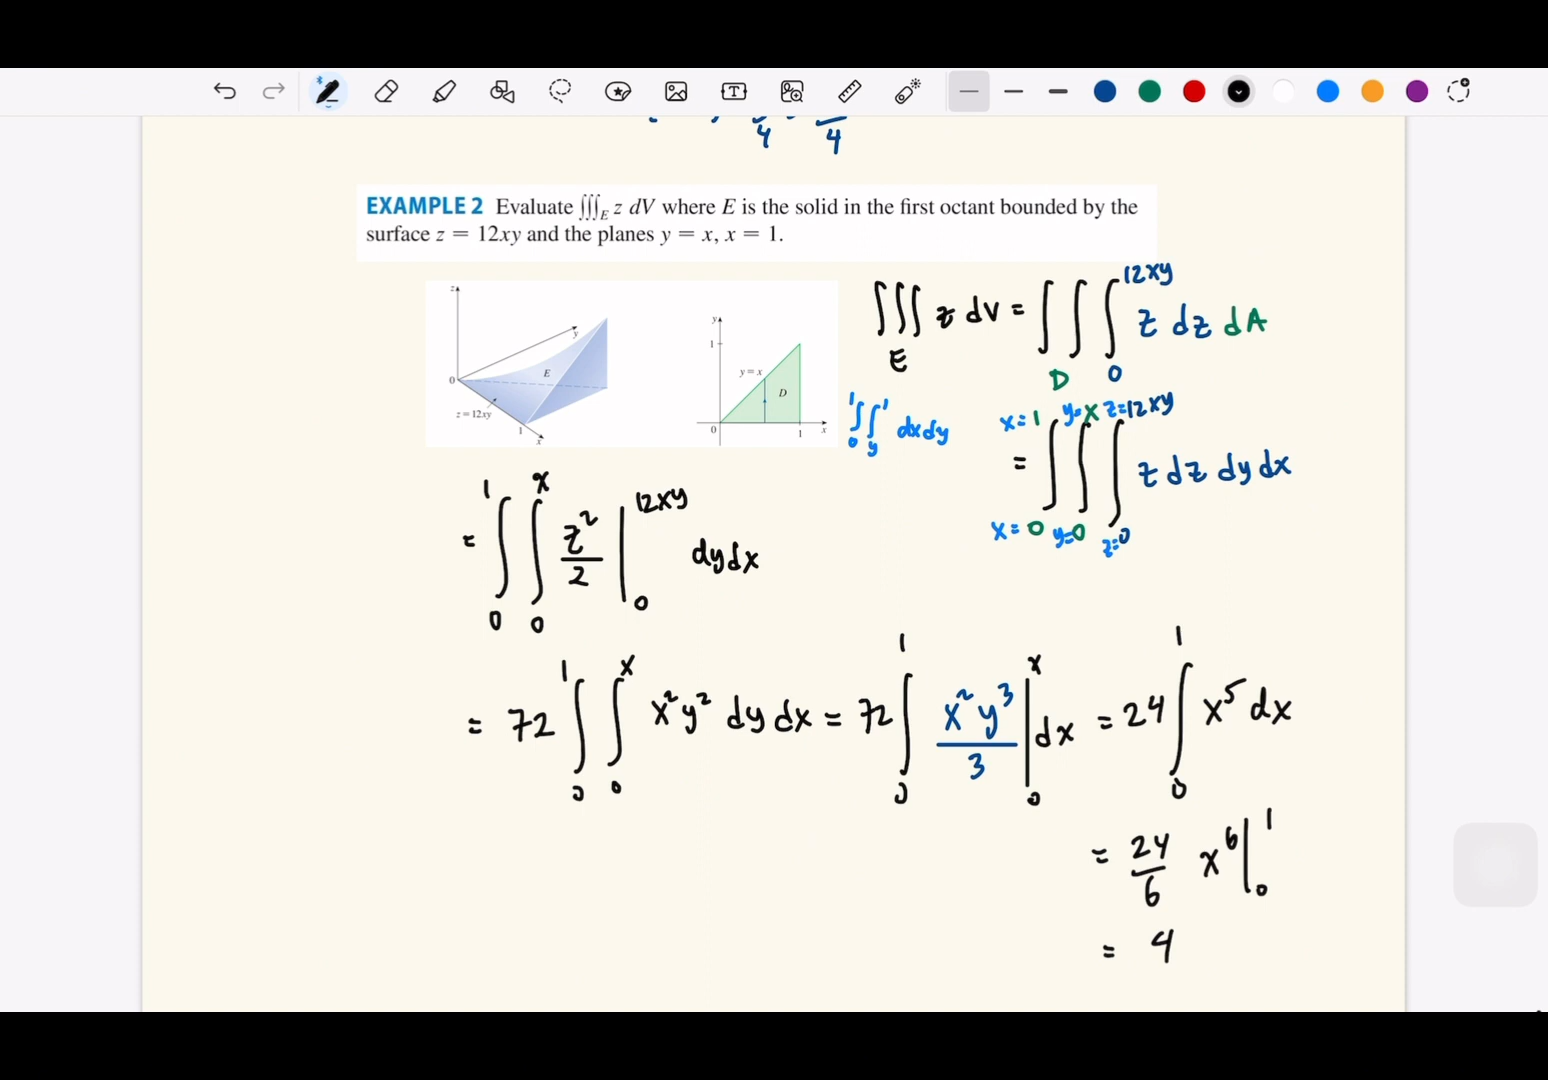 4 4
EXAMPLE 2 Evaluate ∭_E z dV where E is the solid in the first octant bounded by the
surface z = 12xy and the planes y = x, x = 1.
z
y
E
0
z = 12xy
1
x
y
1
y = x
D
0
1
x
∭_E z dV = ∬_D ∫_0^{12xy} z dz dA
∫_0^1 ∫_y^1 dx dy
= ∫_{x=0}^{x=1} ∫_{y=0}^{y=x} ∫_{z=0}^{z=12xy} z dz dy dx
= ∫_0^1 ∫_0^x z²/2 |_0^{12xy} dy dx
= 72 ∫_0^1 ∫_0^x x²y² dy dx = 72 ∫_0^1 x²y³/3 |_0^x dx = 24 ∫_0^1 x⁵ dx
= 24/6 x⁶ |_0^1
= 4